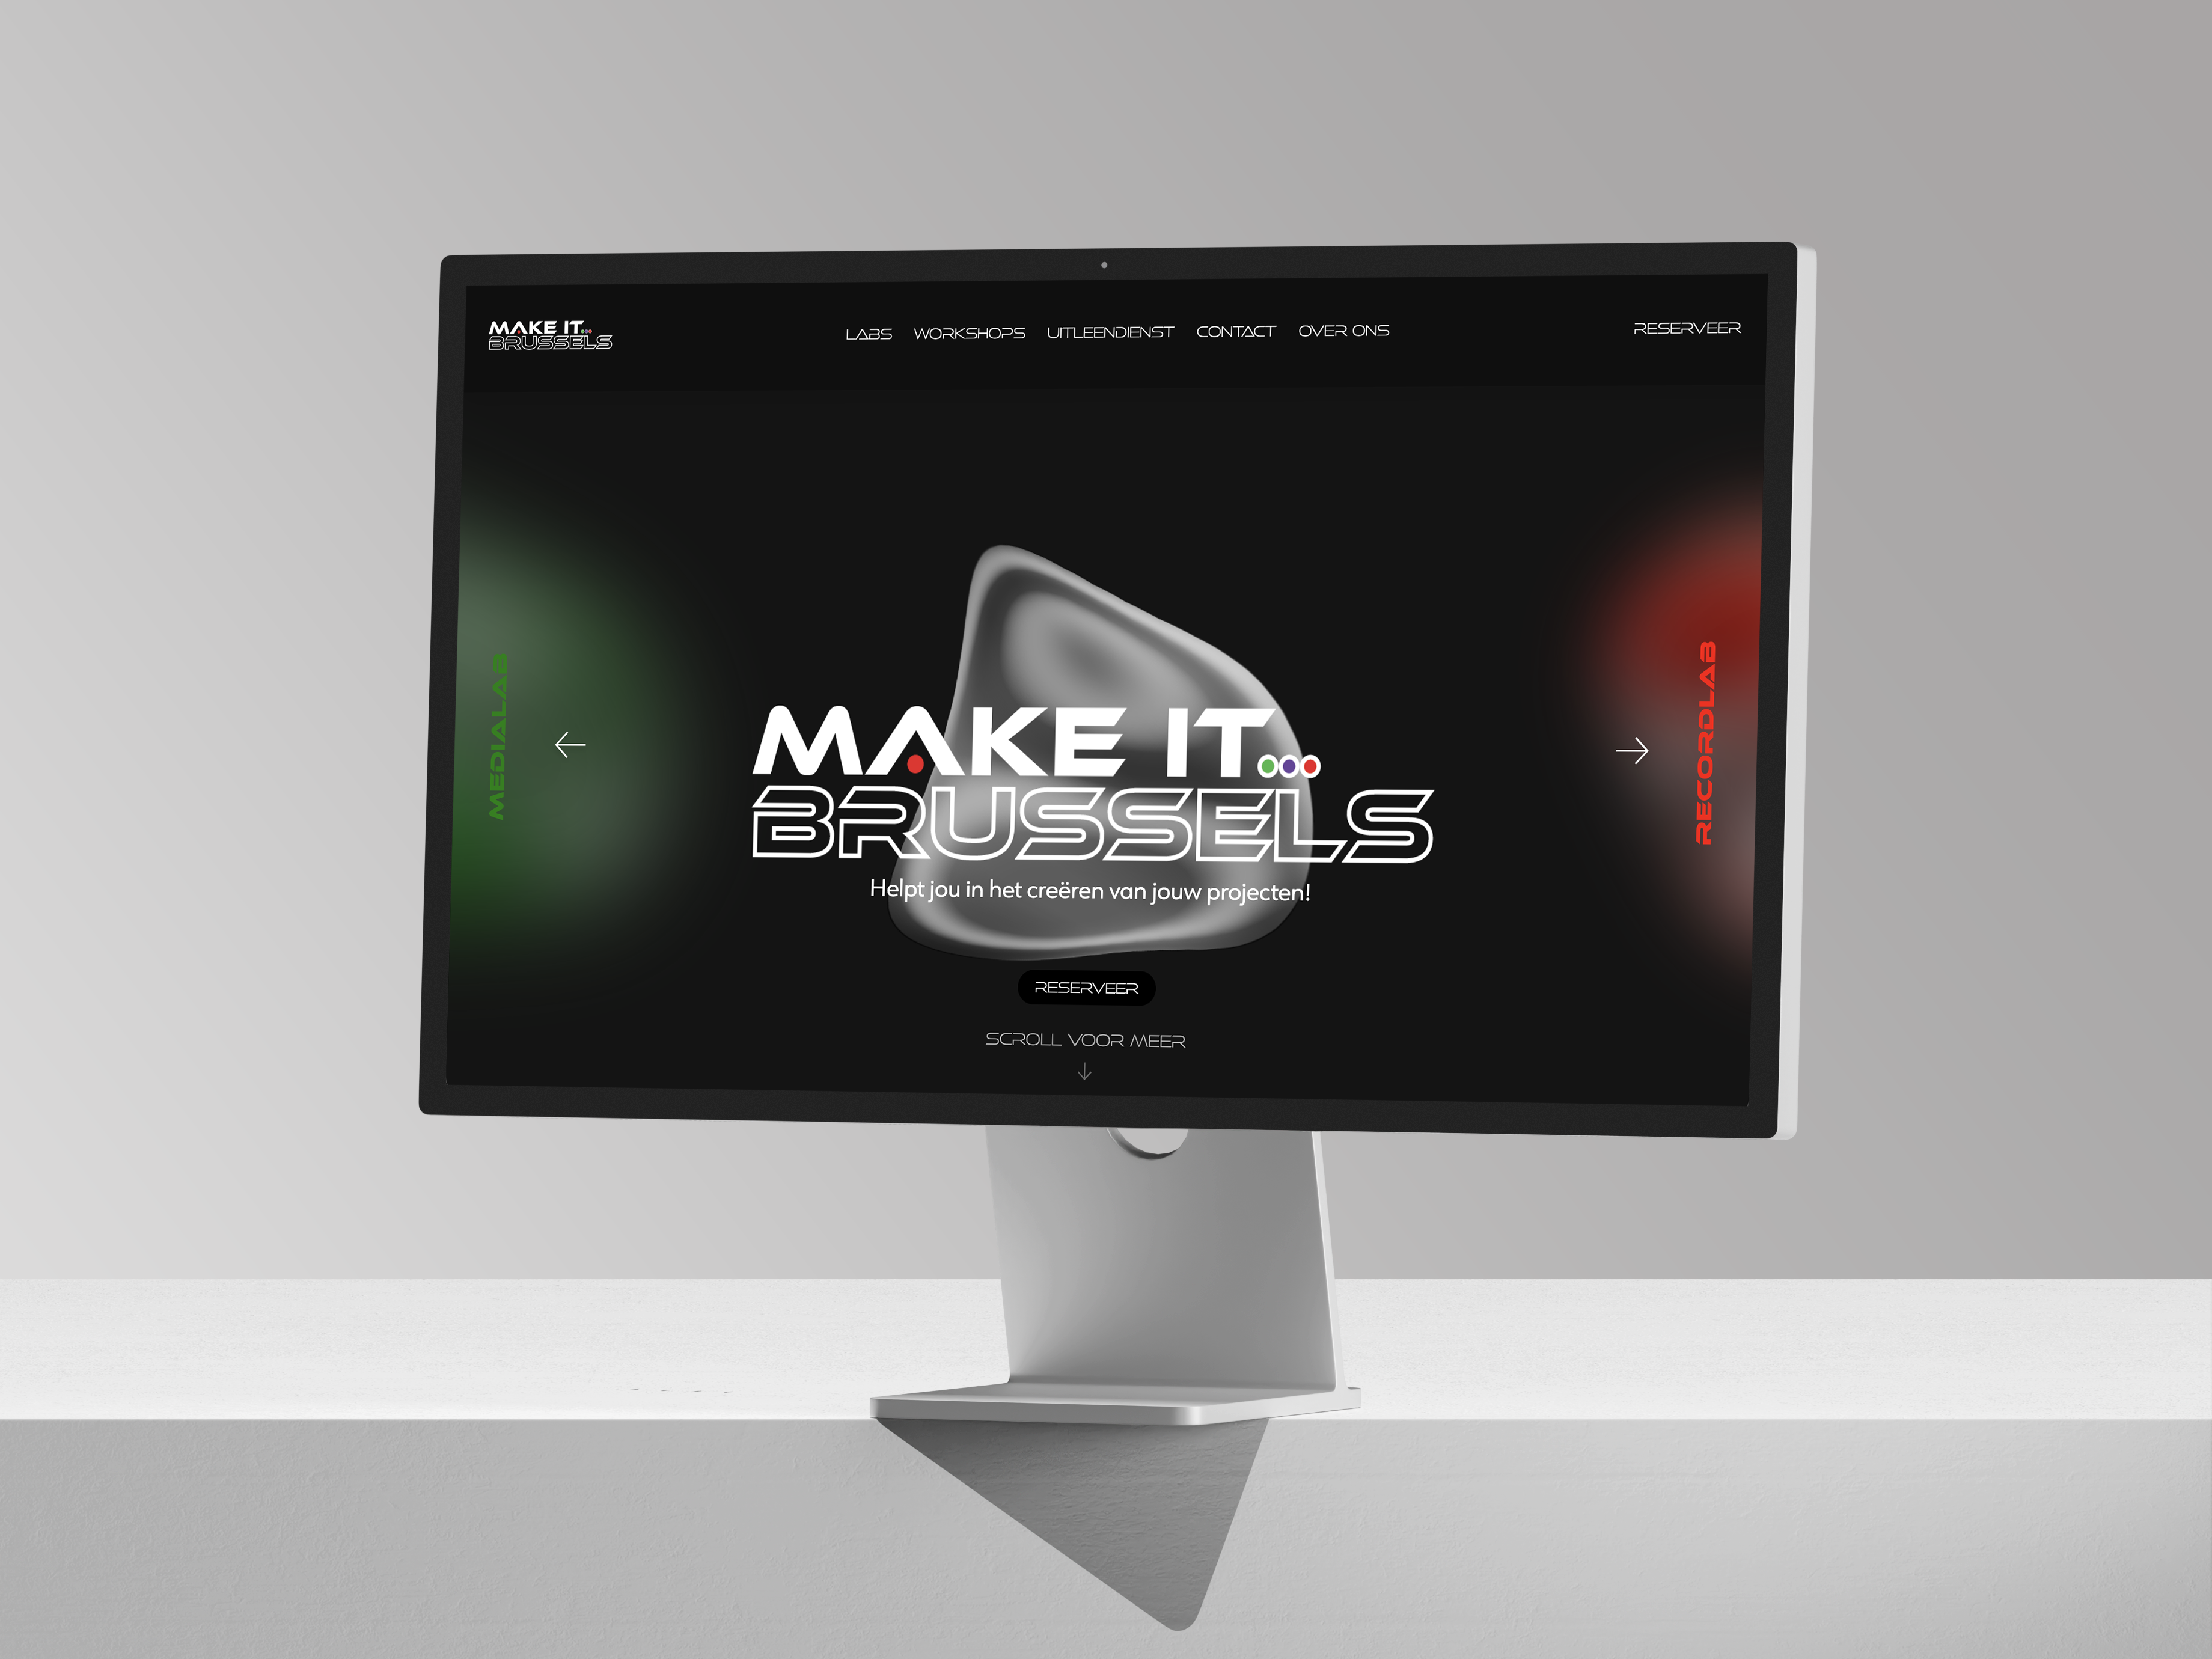 MAKE IT...
BRUSSELS
LABS WORKSHOPS UITLEENDIENST CONTACT OVER ONS
RESERVEER
MEDIALAB
MAKE IT...
BRUSSELS
Helpt jou in het creëren van jouw projecten!
RECORDLAB
RESERVEER
SCROLL VOOR MEER